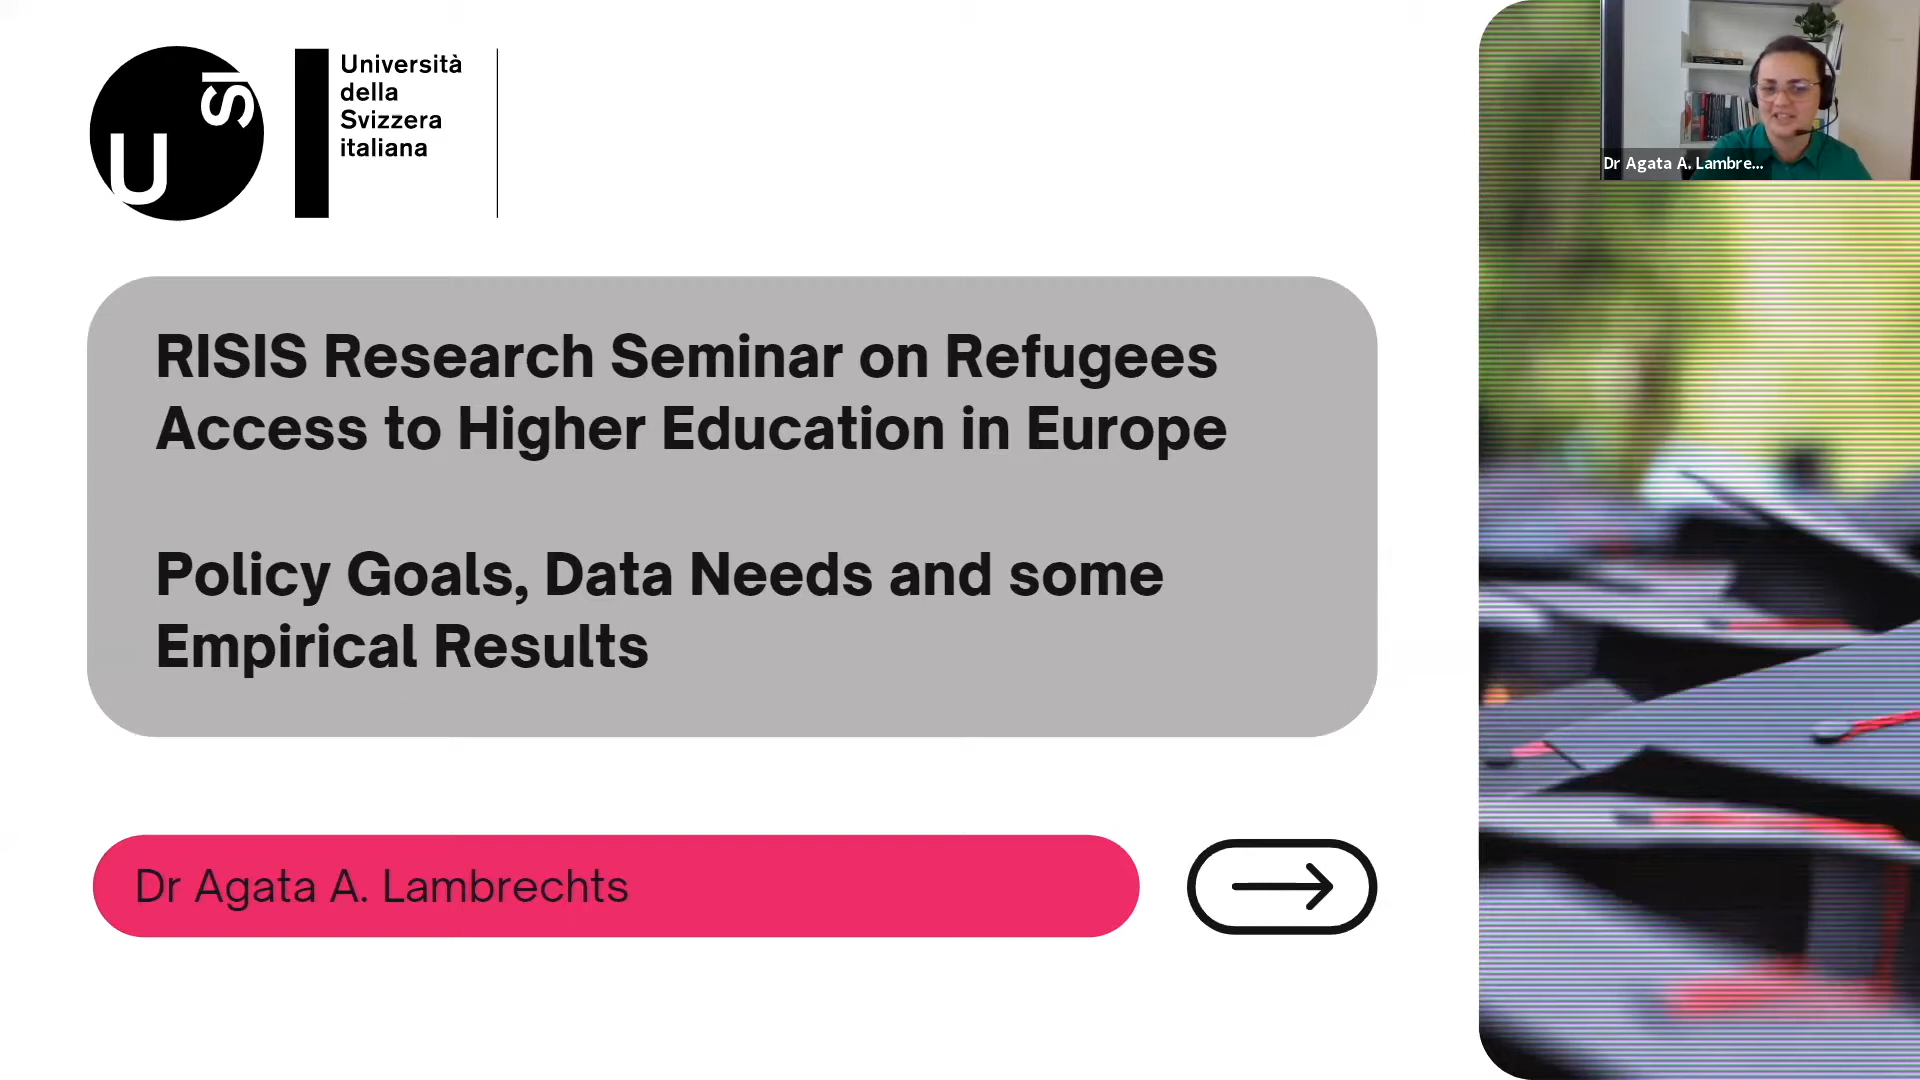 USI
Università
della
Svizzera
italiana
Dr Agata A. Lambre...
RISIS Research Seminar on Refugees
Access to Higher Education in Europe
Policy Goals, Data Needs and some
Empirical Results
Dr Agata A. Lambrechts